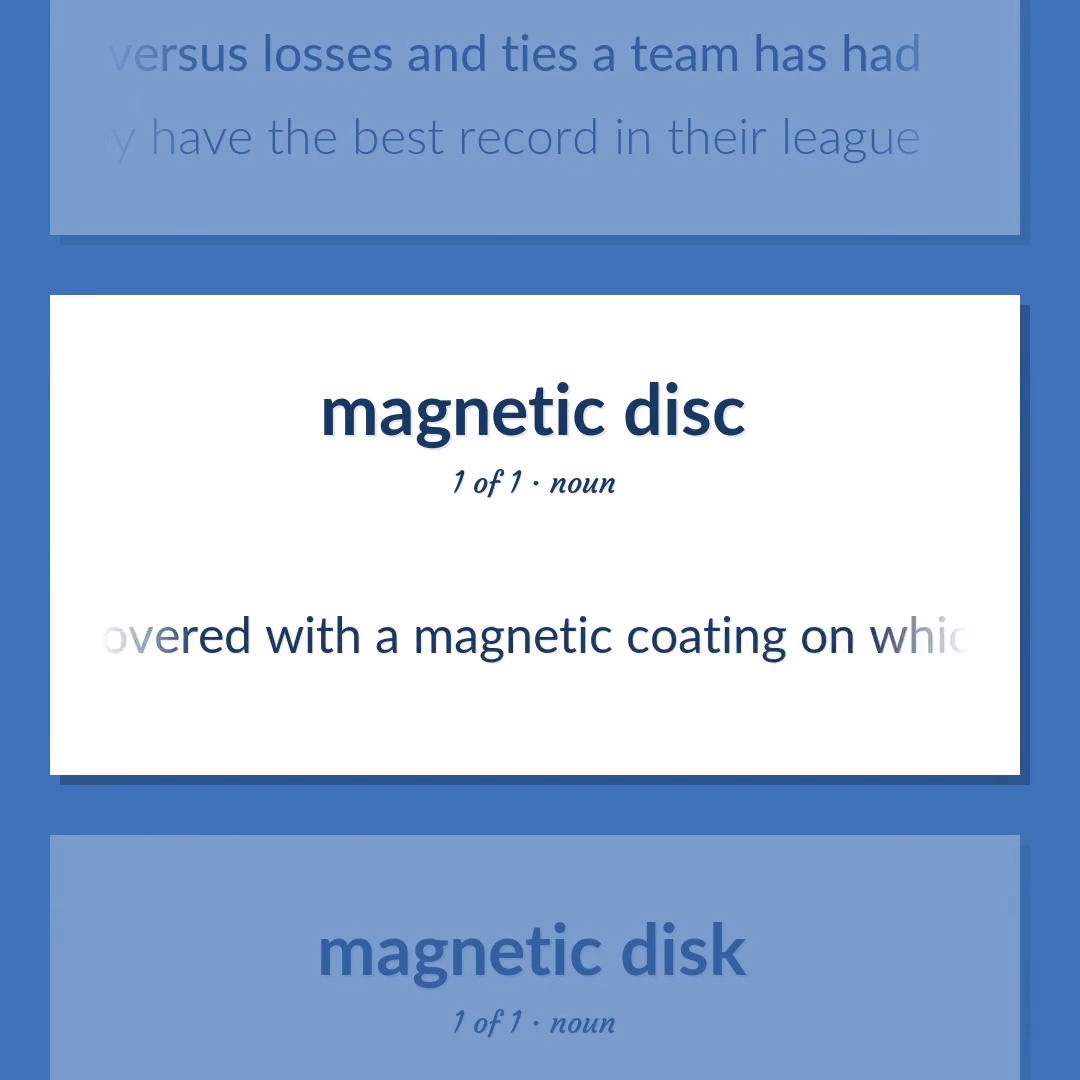 versus losses and ties a team has had
have the best record in their league
magnetic disc
1 of 1 · noun
overed with a magnetic coating on whic
magnetic disk
1 of 1 · noun